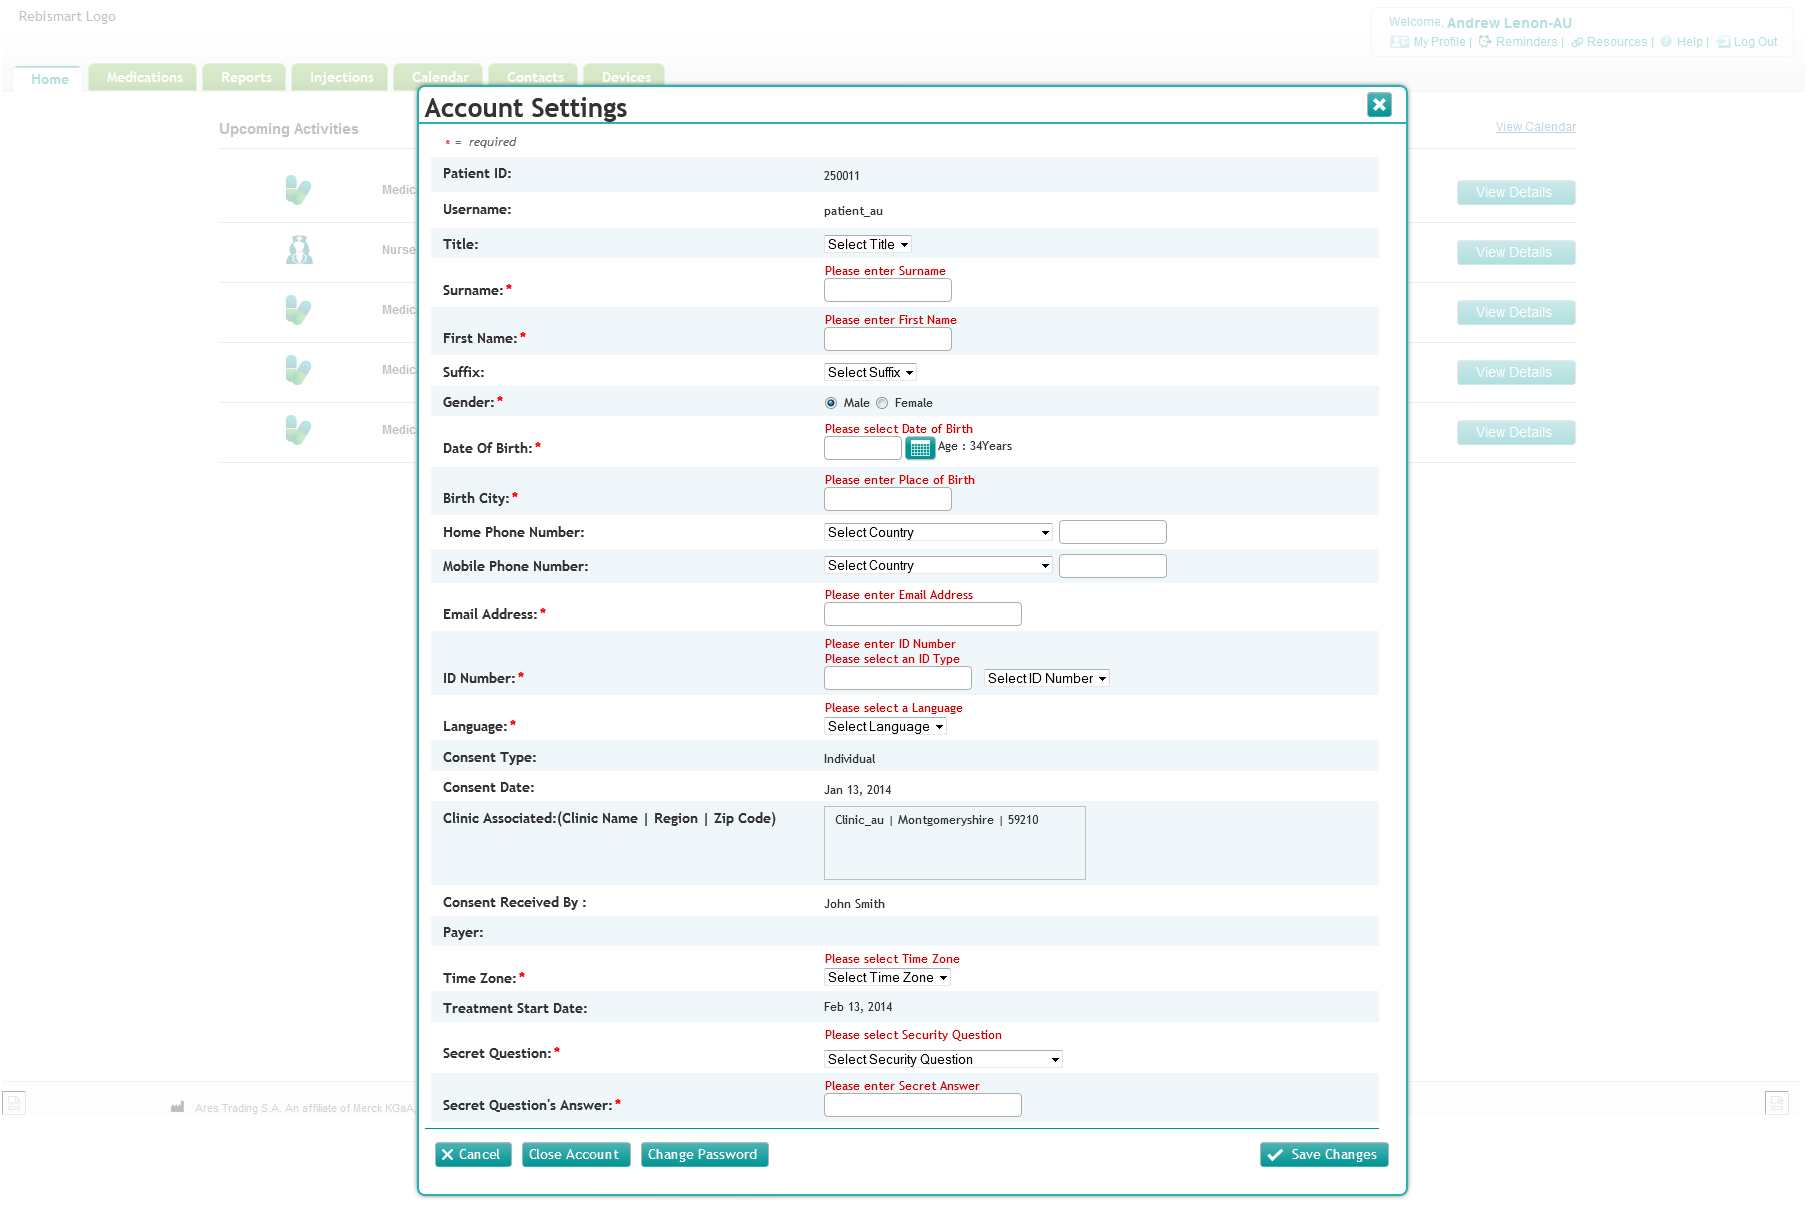 Rebismart Logo
Welcome, Andrew Lenon-AU
My Profile | Reminders | Resources | Help | Log Out
Home Medications Reports Injections Calendar Contacts Devices
Account Settings
Upcoming Activities
View Calendar
* = required
Patient ID: 250011
Medic
View Details
Username: patient_au
Title: Select Title
Nurse
View Details
Please enter Surname
Surname:*
Medic
View Details
Please enter First Name
First Name:*
Suffix: Select Suffix
Medic
View Details
Gender:* Male Female
Please select Date of Birth
Medic
View Details
Date Of Birth:* Age : 34Years
Please enter Place of Birth
Birth City:*
Home Phone Number: Select Country
Mobile Phone Number: Select Country
Please enter Email Address
Email Address:*
Please enter ID Number
Please select an ID Type
ID Number:* Select ID Number
Please select a Language
Language:* Select Language
Consent Type: Individual
Consent Date: Jan 13, 2014
Clinic Associated:(Clinic Name | Region | Zip Code) Clinic_au | Montgomeryshire | 59210
Consent Received By : John Smith
Payer:
Please select Time Zone
Time Zone:* Select Time Zone
Treatment Start Date: Feb 13, 2014
Please select Security Question
Secret Question:* Select Security Question
Please enter Secret Answer
Secret Question's Answer:*
Ares Trading S.A. An affiliate of Merck KGaA,
Cancel Close Account Change Password Save Changes